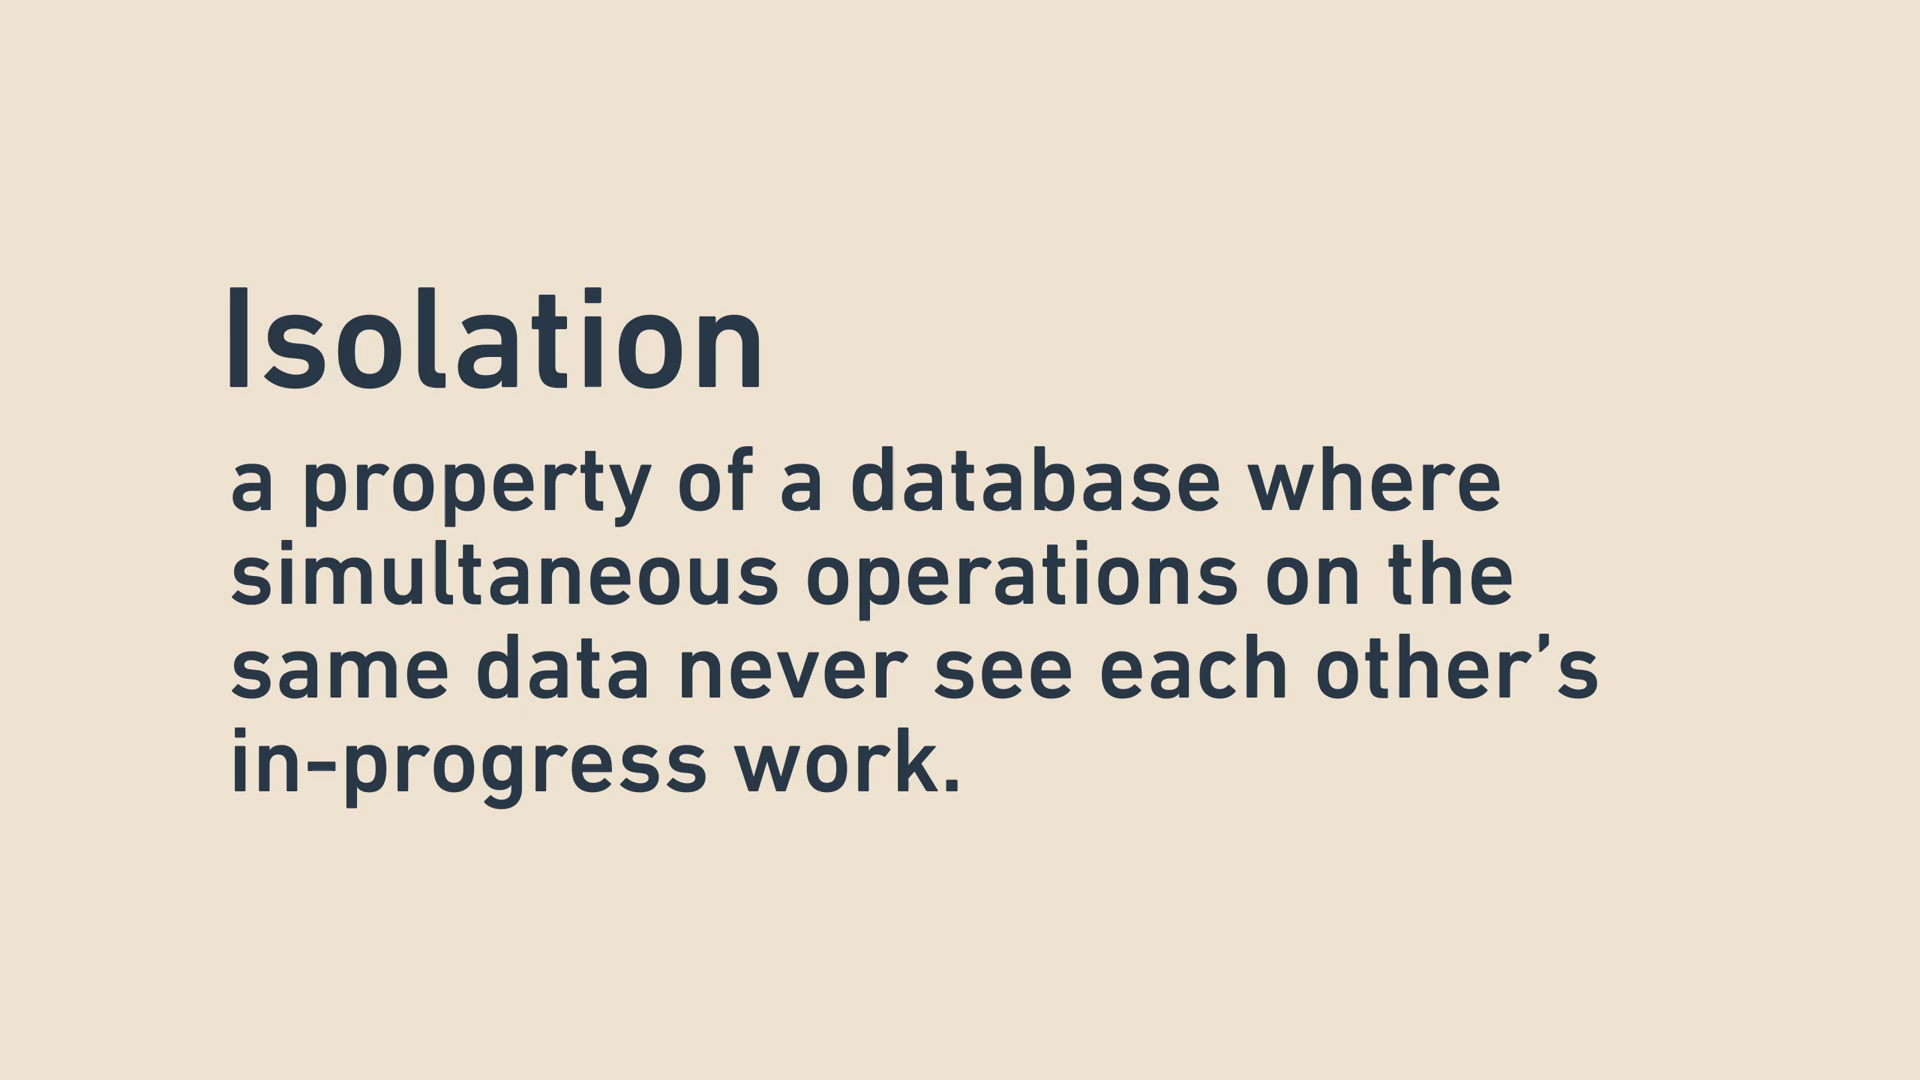 Isolation
a property of a database where
simultaneous operations on the
same data never see each other’s
in-progress work.